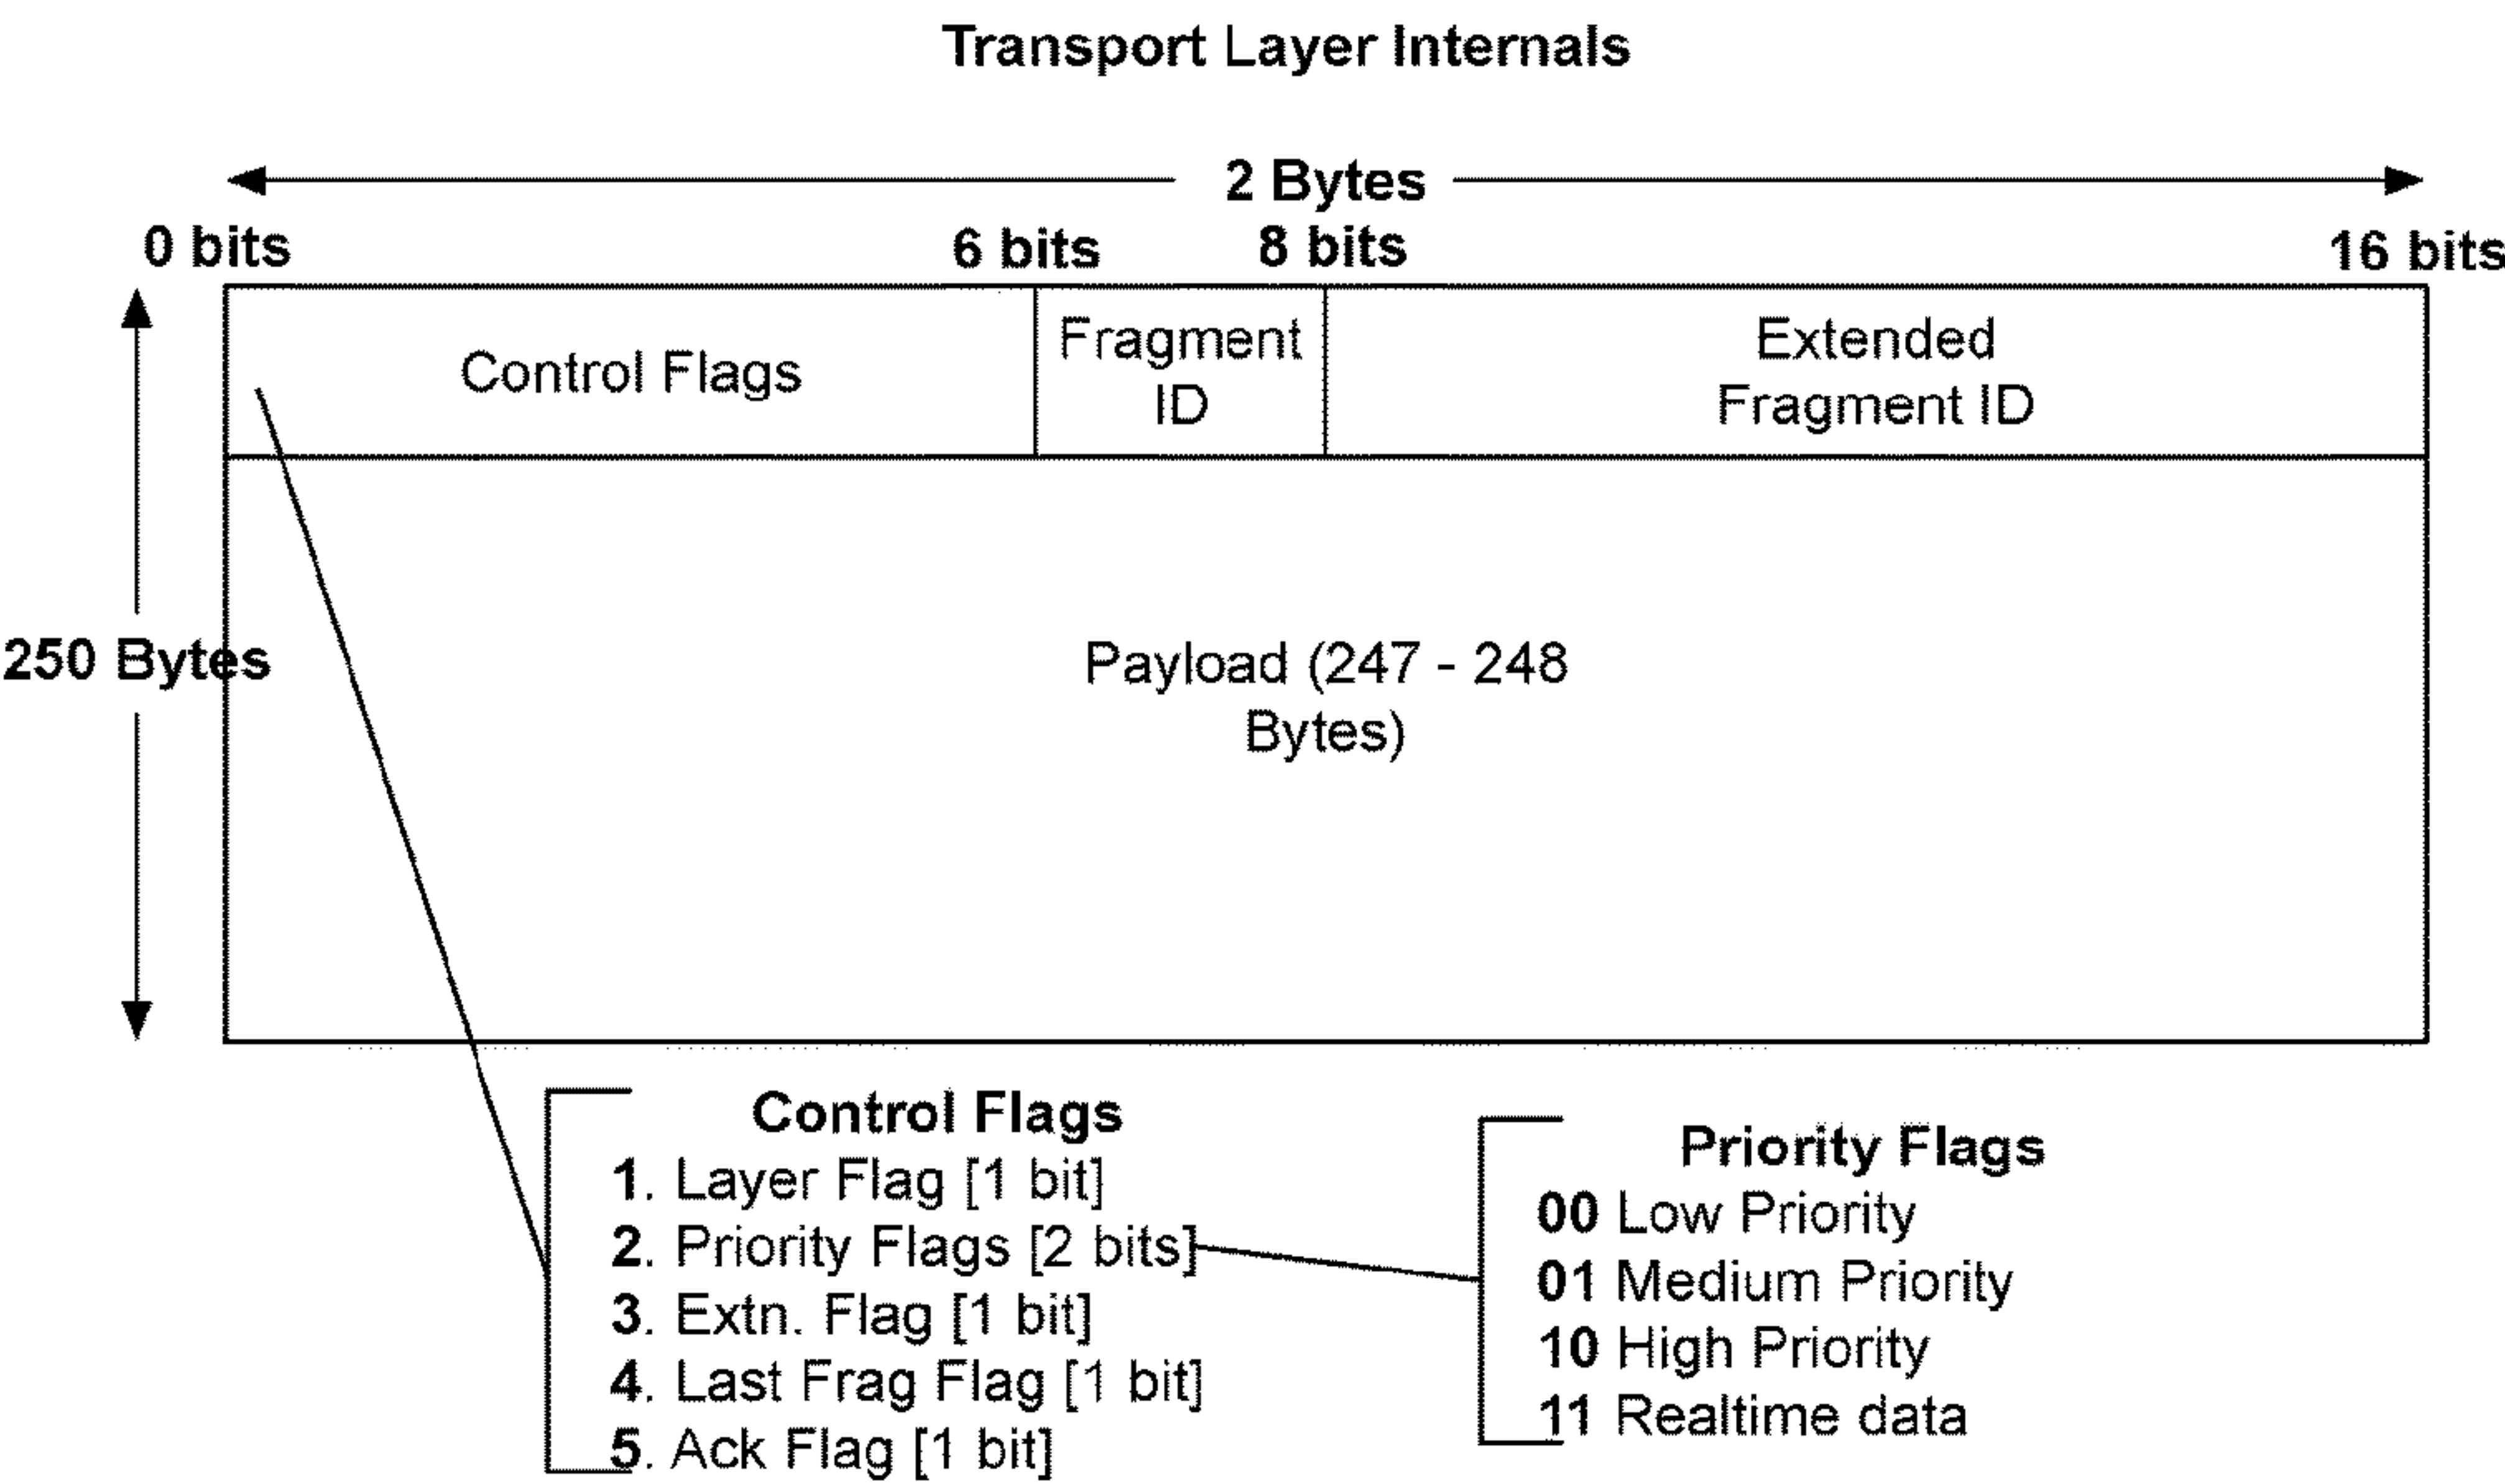 Transport Layer Internals
2 Bytes
0 bits
6 bits
8 bits
16 bits
Control Flags
Fragment
ID
Extended
Fragment ID
250 Bytes
Payload (247 - 248
Bytes)
Control Flags
1. Layer Flag [1 bit]
2. Priority Flags [2 bits]
3. Extn. Flag [1 bit]
4. Last Frag Flag [1 bit]
5. Ack Flag [1 bit]
Priority Flags
00 Low Priority
01 Medium Priority
10 High Priority
11 Realtime data